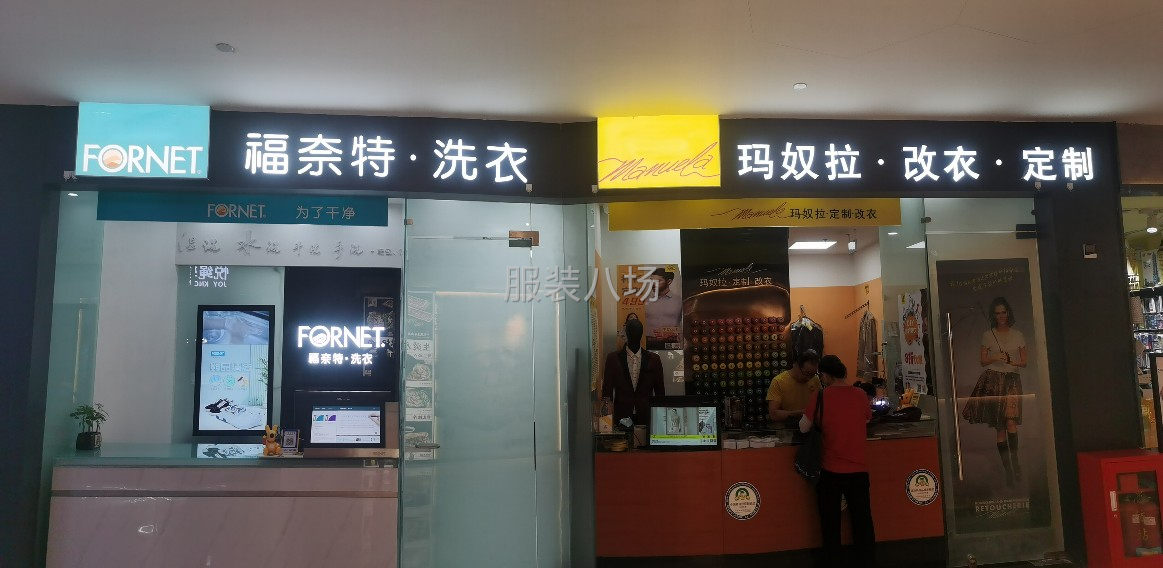 FORNET
福奈特·洗衣
Manuela
玛奴拉·改衣·定制
FORNET 为了干净
Manuela 玛奴拉·定制·改衣
服装八场
Manuela
玛奴拉·定制 改衣
FORNET
福奈特·洗衣
RETOUCHERIE